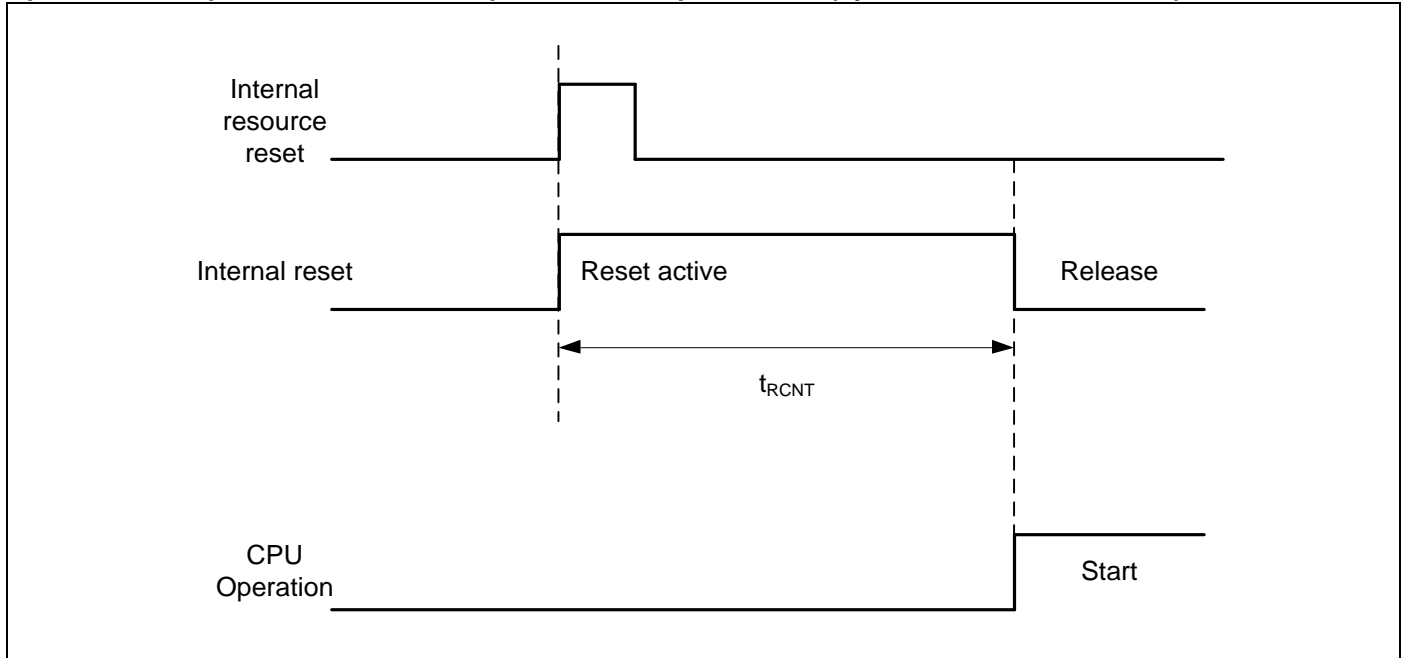 Internal
resource
reset
Internal reset
Reset active
Release
tRCNT
CPU
Operation
Start